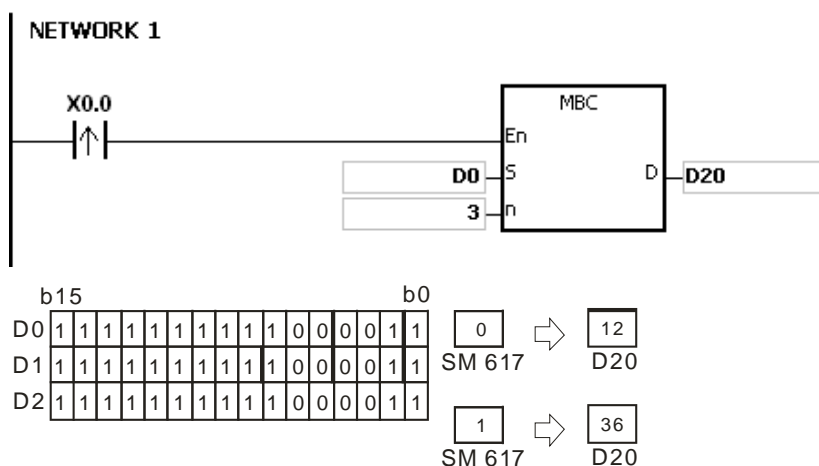 NETWORK 1
X0.0
MBC
En
D0 S D D20
3 n
b15 b0
D0 1 1 1 1 1 1 1 1 1 1 0 0 0 0 1 1
0 12
SM 617 D20
D1 1 1 1 1 1 1 1 1 1 1 0 0 0 0 1 1
D2 1 1 1 1 1 1 1 1 1 1 0 0 0 0 1 1
1 36
SM 617 D20